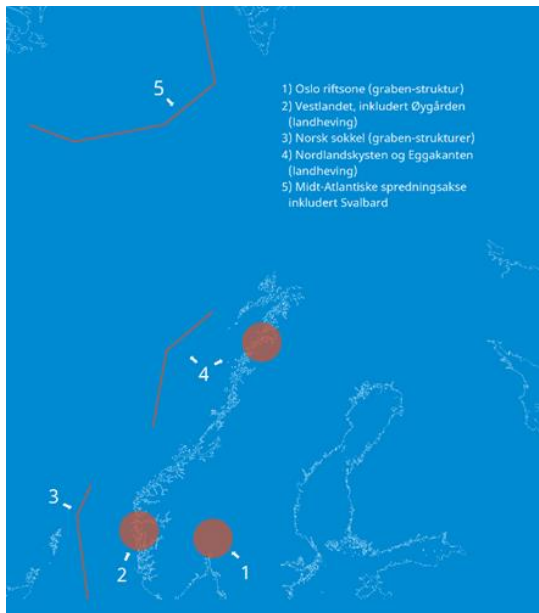 5
1) Oslo riftsone (graben-struktur)
2) Vestlandet, inkludert Øygården
(landheving)
3) Norsk sokkel (graben-strukturer)
4) Nordlandskysten og Eggakanten
(landheving)
5) Midt-Atlantiske spredningsakse
inkludert Svalbard
4
3
2
1